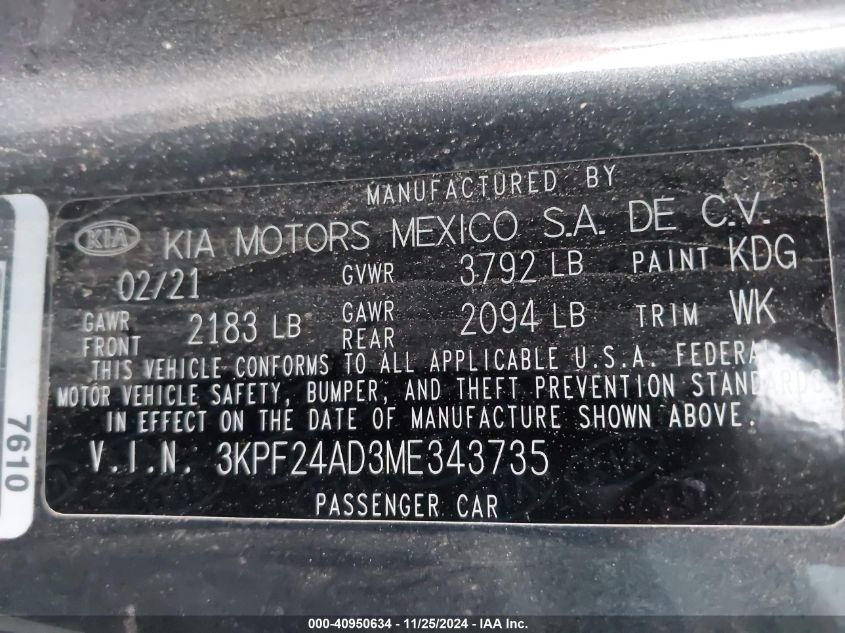 MANUFACTURED BY
KIA KIA MOTORS MEXICO S.A. DE C.V.
02/21 GVWR 3792 LB PAINT KDG
GAWR FRONT 2183 LB GAWR REAR 2094 LB TRIM WK
THIS VEHICLE CONFORMS TO ALL APPLICABLE U.S.A. FEDERAL
MOTOR VEHICLE SAFETY, BUMPER, AND THEFT PREVENTION STANDARDS
IN EFFECT ON THE DATE OF MANUFACTURE SHOWN ABOVE.
V.I.N. 3KPF24AD3ME343735
PASSENGER CAR
7610
000-40950634 - 11/25/2024 - IAA Inc.